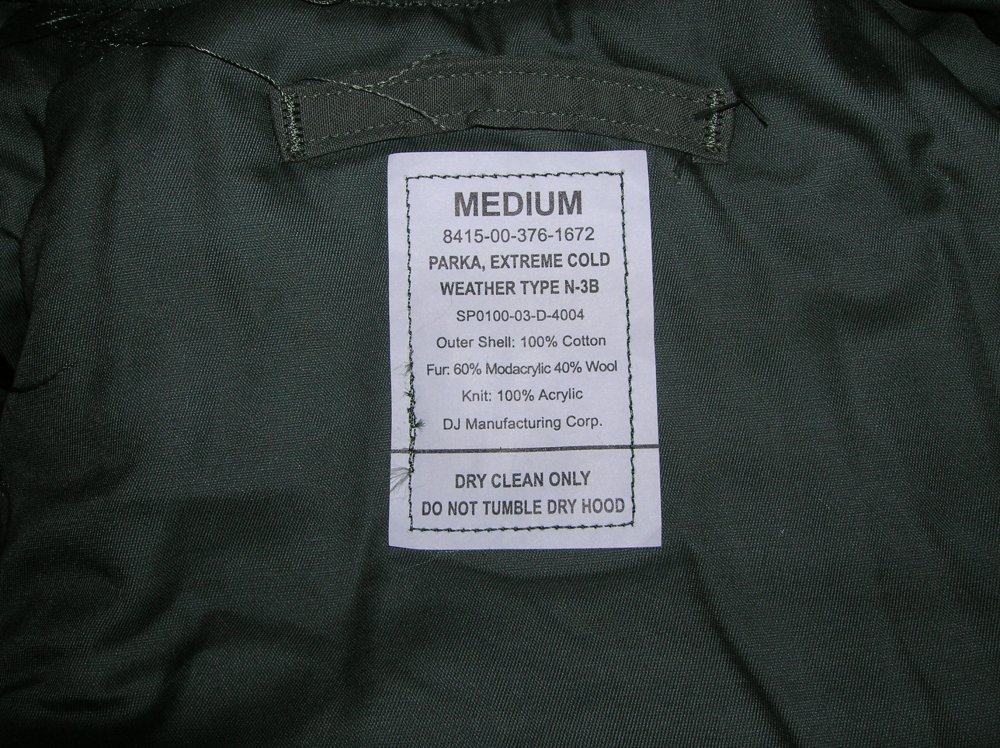 MEDIUM
8415-00-376-1672
PARKA, EXTREME COLD
WEATHER TYPE N-3B
SP0100-03-D-4004
Outer Shell: 100% Cotton
Fur: 60% Modacrylic 40% Wool
Knit: 100% Acrylic
DJ Manufacturing Corp.
DRY CLEAN ONLY
DO NOT TUMBLE DRY HOOD